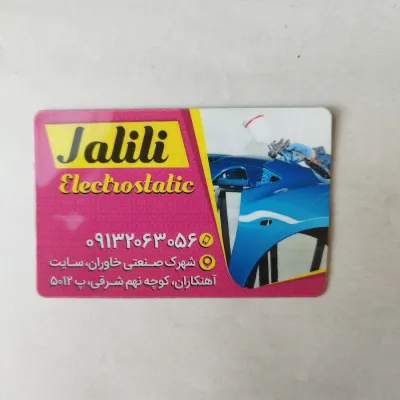 Jalili
Electrostatic
۰۹۱۳۲۰۶۳۰۵۶
شهرک صنعتی خاوران، سایت
آهنکاران، کوچه نهم شرقی، پ ۵۰۱۲